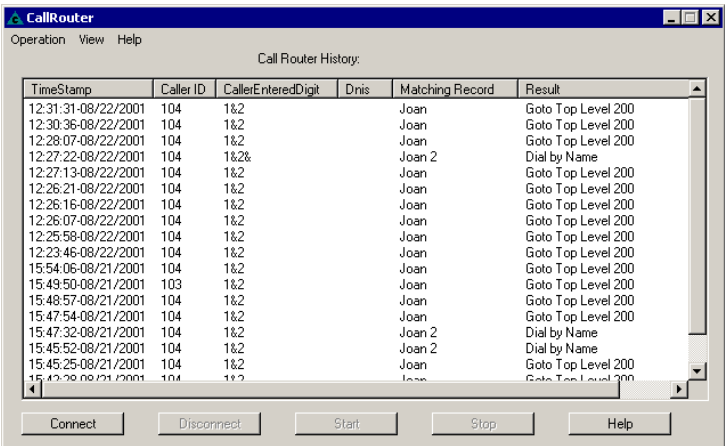 CallRouter
Operation View Help
Call Router History:
TimeStamp Caller ID CallerEnteredDigit Dnis Matching Record Result
12:31:31-08/22/2001 104 1&2 Joan Goto Top Level 200
12:30:36-08/22/2001 104 1&2 Joan Goto Top Level 200
12:28:07-08/22/2001 104 1&2 Joan Goto Top Level 200
12:27:22-08/22/2001 104 1&2& Joan 2 Dial by Name
12:27:13-08/22/2001 104 1&2 Joan Goto Top Level 200
12:26:21-08/22/2001 104 1&2 Joan Goto Top Level 200
12:26:16-08/22/2001 104 1&2 Joan Goto Top Level 200
12:26:07-08/22/2001 104 1&2 Joan Goto Top Level 200
12:25:58-08/22/2001 104 1&2 Joan Goto Top Level 200
12:23:46-08/22/2001 104 1&2 Joan Goto Top Level 200
15:54:06-08/21/2001 104 1&2 Joan Goto Top Level 200
15:49:50-08/21/2001 103 1&2 Joan Goto Top Level 200
15:48:57-08/21/2001 104 1&2 Joan Goto Top Level 200
15:47:54-08/21/2001 104 1&2 Joan Goto Top Level 200
15:47:32-08/21/2001 104 1&2 Joan 2 Dial by Name
15:45:52-08/21/2001 104 1&2 Joan 2 Dial by Name
15:45:25-08/21/2001 104 1&2 Joan Goto Top Level 200
104 1&2 Joan Goto Top Level 200
Connect Disconnect Start Stop Help